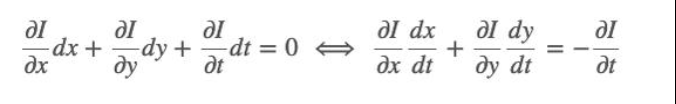 ∂I/∂x dx + ∂I/∂y dy + ∂I/∂t dt = 0 ⟺ ∂I/∂x dx/dt + ∂I/∂y dy/dt = −∂I/∂t